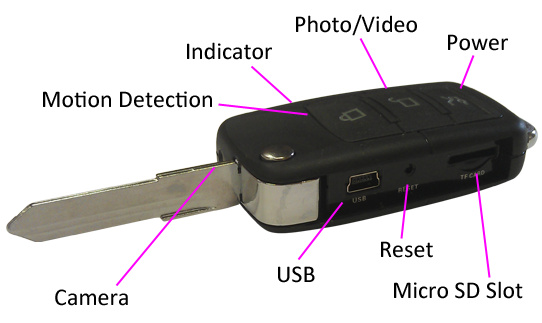 Photo/Video
Indicator
Power
Motion Detection
USB
RESET
TF CARD
Reset
USB
Micro SD Slot
Camera